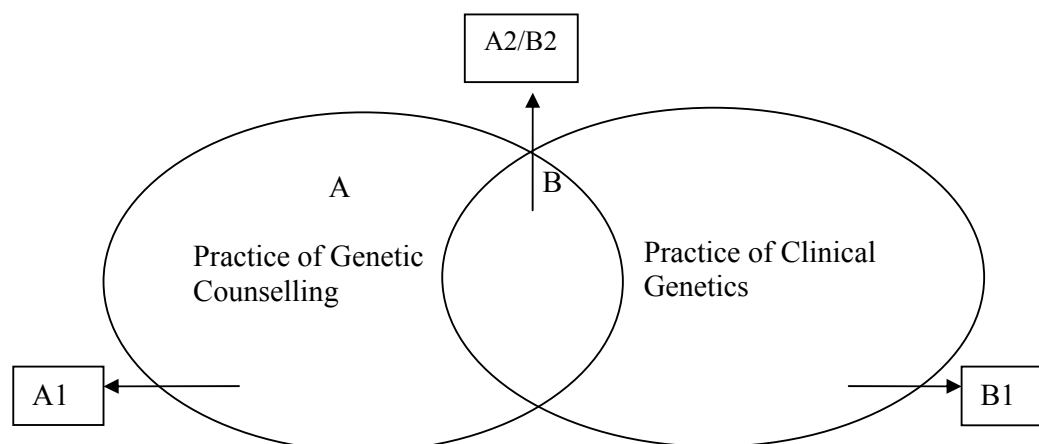 A2/B2
A
B
Practice of Genetic
Counselling
Practice of Clinical
Genetics
A1
B1